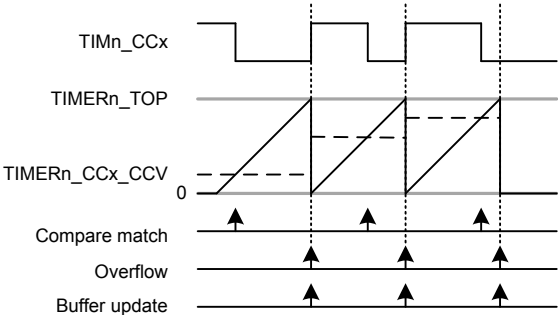 TIMn_CCx
TIMERn_TOP
TIMERn_CCx_CCV
0
Compare match
Overflow
Buffer update